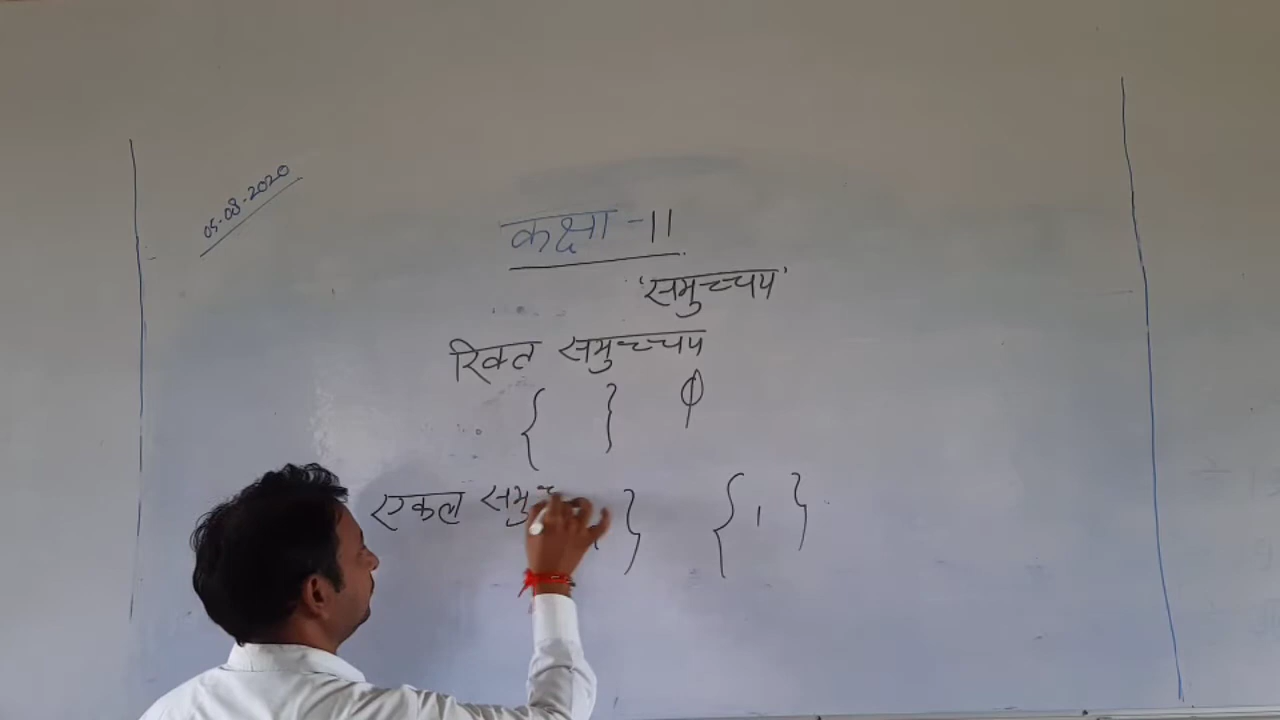 05-08-2020
कक्षा -11
'समुच्चय'
रिक्त समुच्चय
{ } φ
एकल } { 1 }